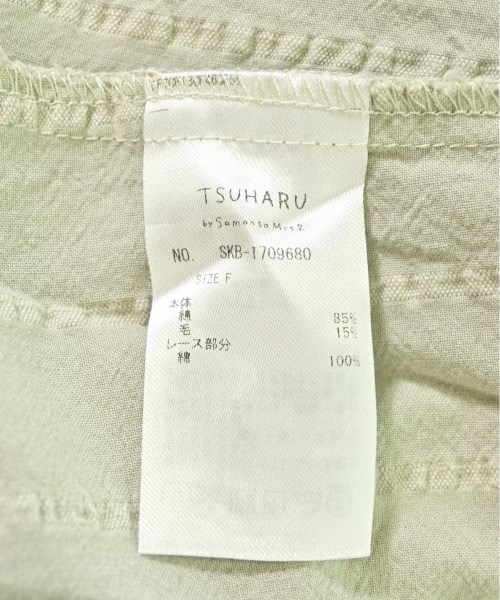 TSUHARU
by Samansa Mos2
NO. SKB-1709680
SIZE F
本体
綿 85%
毛 15%
レース部分
綿 100%